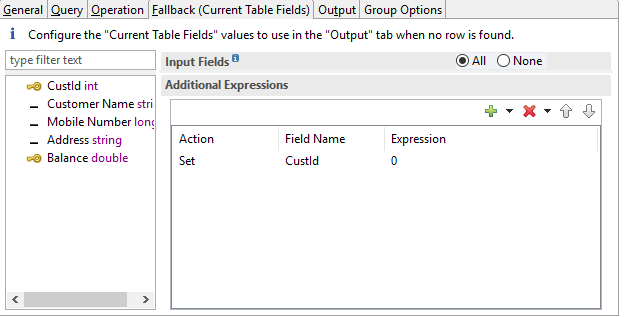 General Query Operation Fallback (Current Table Fields) Output Group Options
Configure the "Current Table Fields" values to use in the "Output" tab when no row is found.
type filter text
Input Fields All None
CustId int
Customer Name stri
Mobile Number long
Address string
Balance double
Additional Expressions
Action Field Name Expression
Set CustId 0